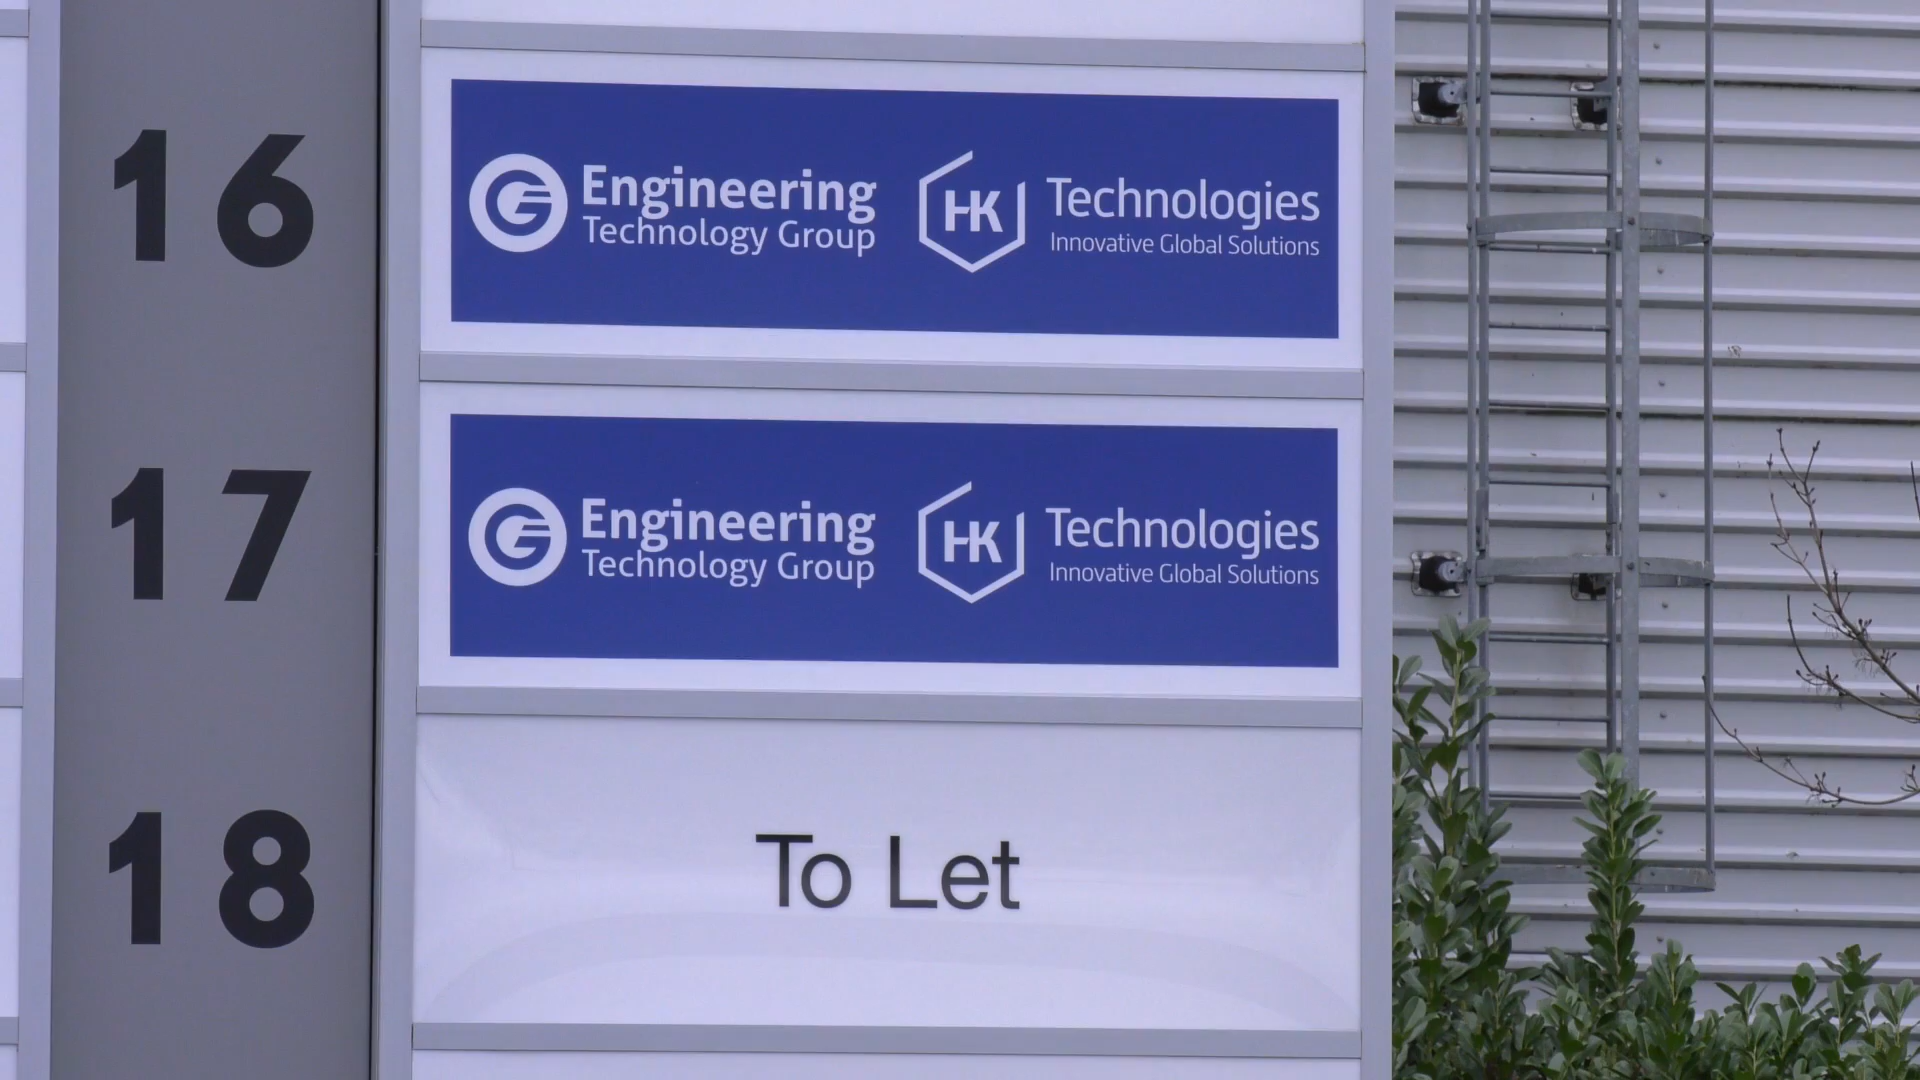 16
Engineering
Technology Group
HK
Technologies
Innovative Global Solutions
17
Engineering
Technology Group
HK
Technologies
Innovative Global Solutions
18
To Let